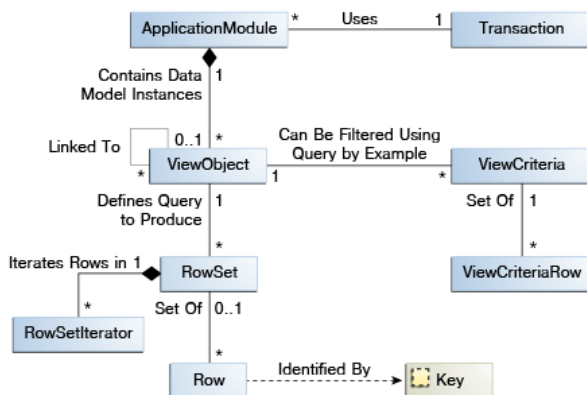 ApplicationModule
* Uses 1
Transaction
Contains Data
Model Instances
1
Linked To
0..1
*
*
ViewObject
Can Be Filtered Using
Query by Example
1
*
ViewCriteria
Defines Query
to Produce
1
*
Set Of
1
*
Iterates Rows in 1
RowSet
ViewCriteriaRow
*
RowSetIterator
Set Of
0..1
*
Row
Identified By
Key